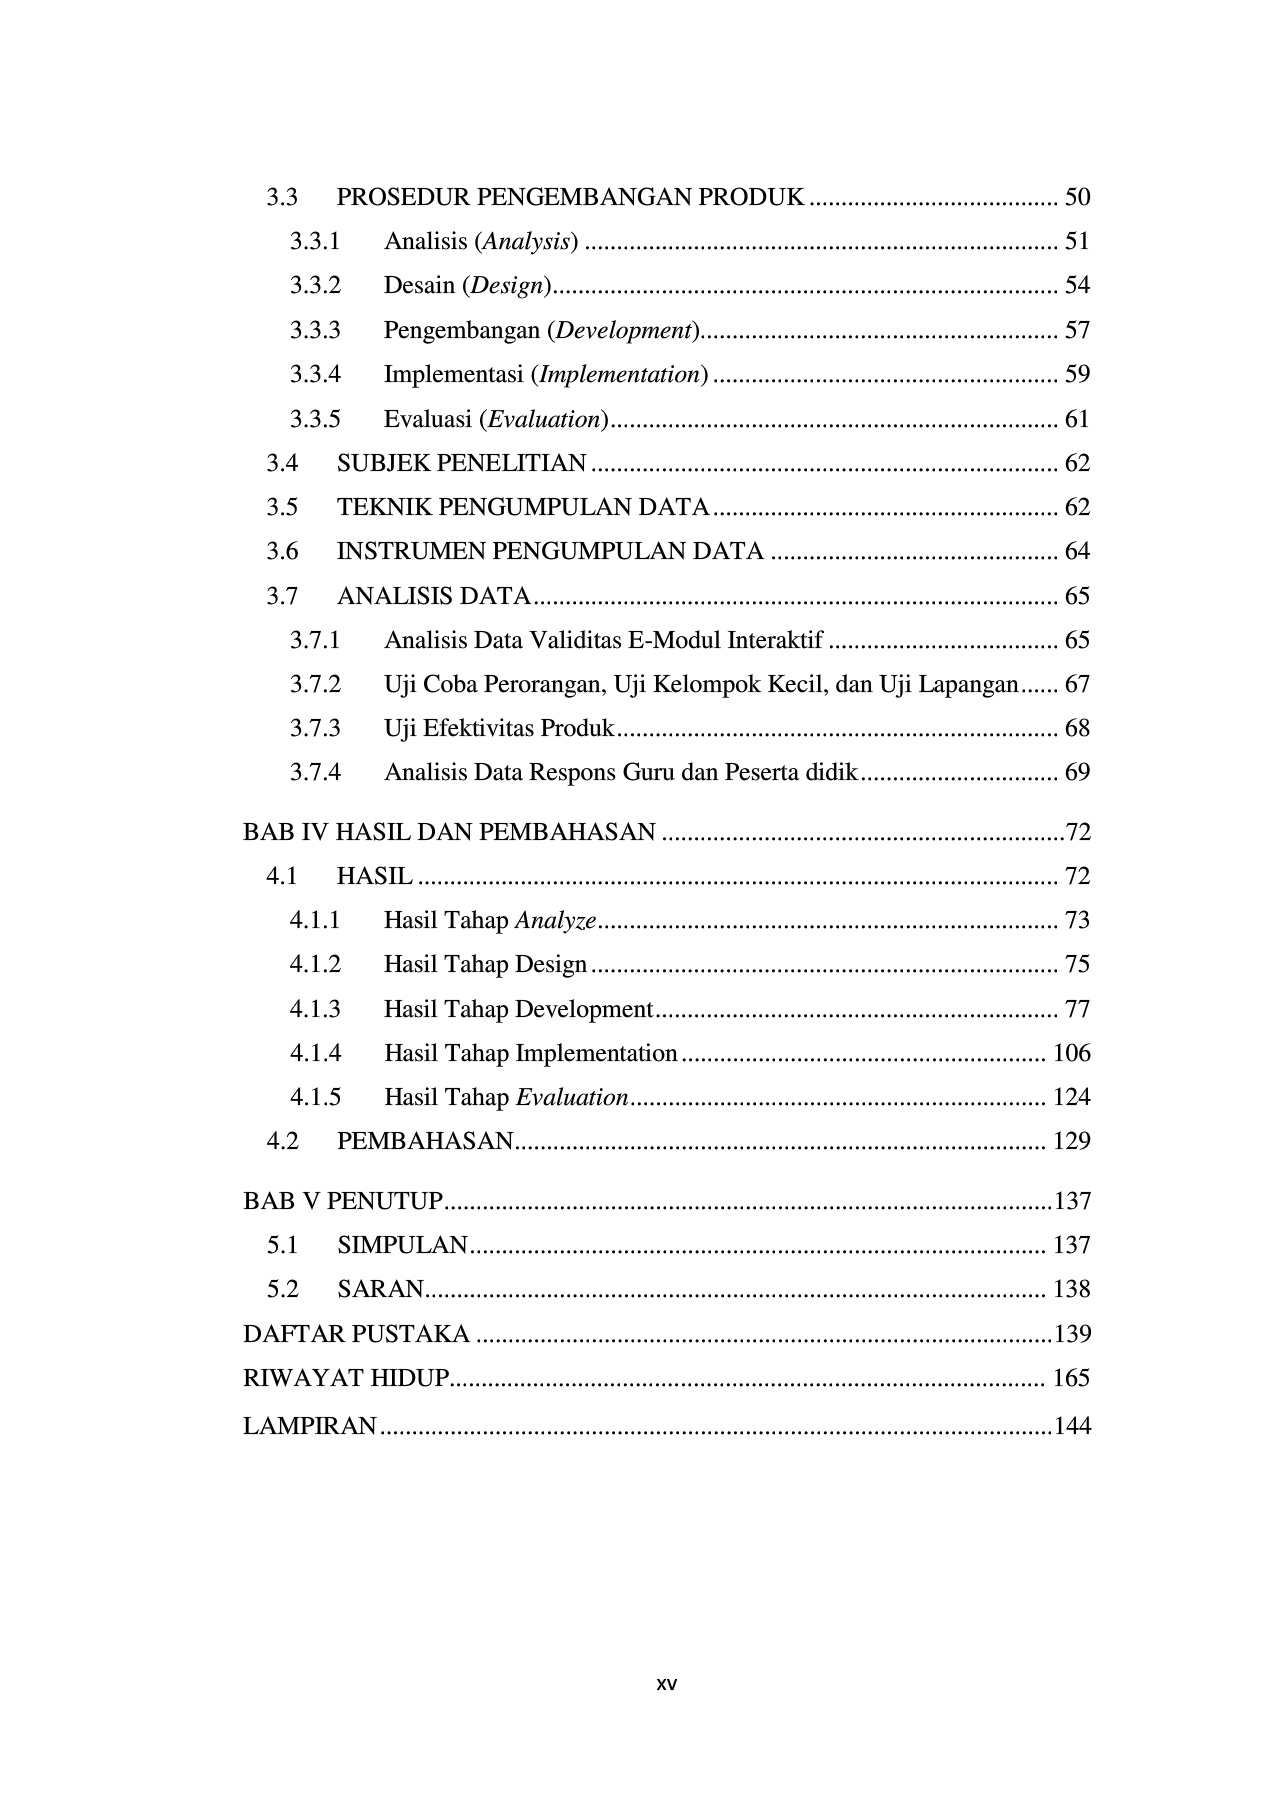 3.3 PROSEDUR PENGEMBANGAN PRODUK ....................................... 50
3.3.1 Analisis (Analysis) .......................................................................... 51
3.3.2 Desain (Design)............................................................................... 54
3.3.3 Pengembangan (Development)........................................................ 57
3.3.4 Implementasi (Implementation) ...................................................... 59
3.3.5 Evaluasi (Evaluation)...................................................................... 61
3.4 SUBJEK PENELITIAN ......................................................................... 62
3.5 TEKNIK PENGUMPULAN DATA...................................................... 62
3.6 INSTRUMEN PENGUMPULAN DATA ............................................. 64
3.7 ANALISIS DATA.................................................................................. 65
3.7.1 Analisis Data Validitas E-Modul Interaktif .................................... 65
3.7.2 Uji Coba Perorangan, Uji Kelompok Kecil, dan Uji Lapangan...... 67
3.7.3 Uji Efektivitas Produk..................................................................... 68
3.7.4 Analisis Data Respons Guru dan Peserta didik............................... 69
BAB IV HASIL DAN PEMBAHASAN ...............................................................72
4.1 HASIL .................................................................................................... 72
4.1.1 Hasil Tahap Analyze........................................................................ 73
4.1.2 Hasil Tahap Design ......................................................................... 75
4.1.3 Hasil Tahap Development............................................................... 77
4.1.4 Hasil Tahap Implementation ......................................................... 106
4.1.5 Hasil Tahap Evaluation................................................................. 124
4.2 PEMBAHASAN................................................................................... 129
BAB V PENUTUP...............................................................................................137
5.1 SIMPULAN.......................................................................................... 137
5.2 SARAN................................................................................................. 138
DAFTAR PUSTAKA ..........................................................................................139
RIWAYAT HIDUP............................................................................................. 165
LAMPIRAN .........................................................................................................144
xv